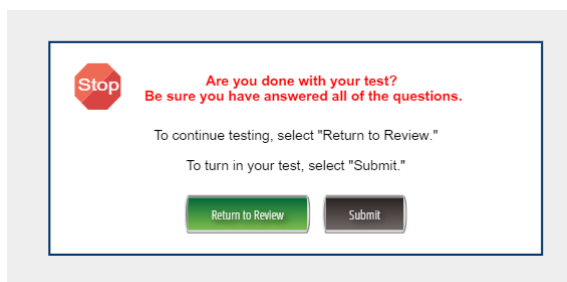 Stop
Are you done with your test?
Be sure you have answered all of the questions.
To continue testing, select "Return to Review."
To turn in your test, select "Submit."
Return to Review
Submit